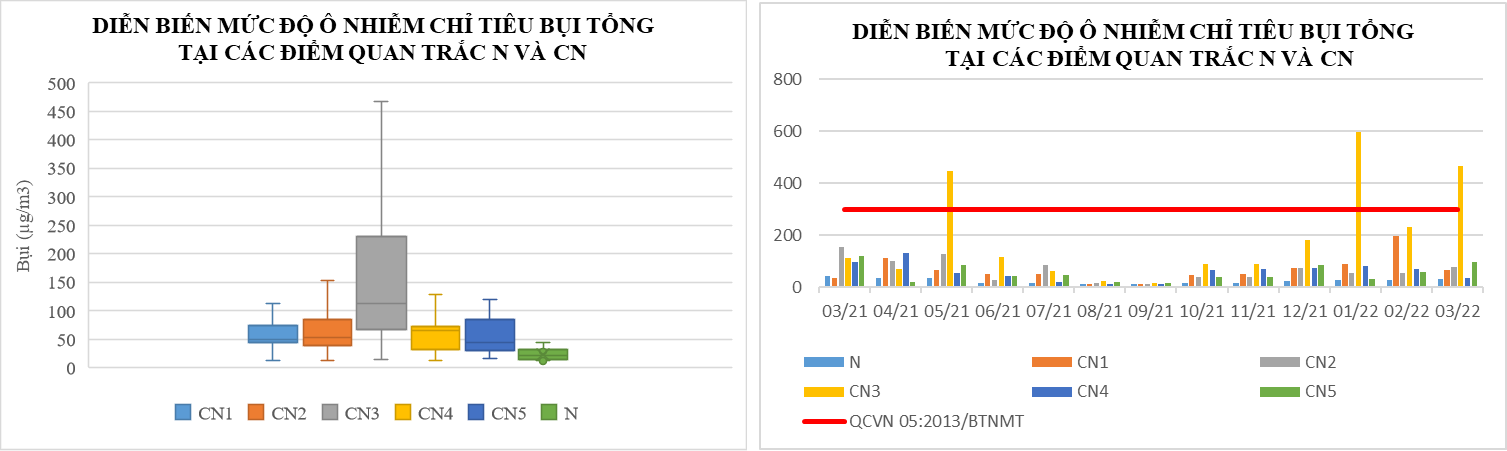 DIỄN BIẾN MỨC ĐỘ Ô NHIỄM CHỈ TIÊU BỤI TỔNG
TẠI CÁC ĐIỂM QUAN TRẮC N VÀ CN
500
450
400
350
300
250
200
150
100
50
0
Bụi (µg/m3)
CN1 CN2 CN3 CN4 CN5 N
DIỄN BIẾN MỨC ĐỘ Ô NHIỄM CHỈ TIÊU BỤI TỔNG
TẠI CÁC ĐIỂM QUAN TRẮC N VÀ CN
800
600
400
200
0
03/21 04/21 05/21 06/21 07/21 08/21 09/21 10/21 11/21 12/21 01/22 02/22 03/22
N CN1 CN2
CN3 CN4 CN5
QCVN 05:2013/BTNMT